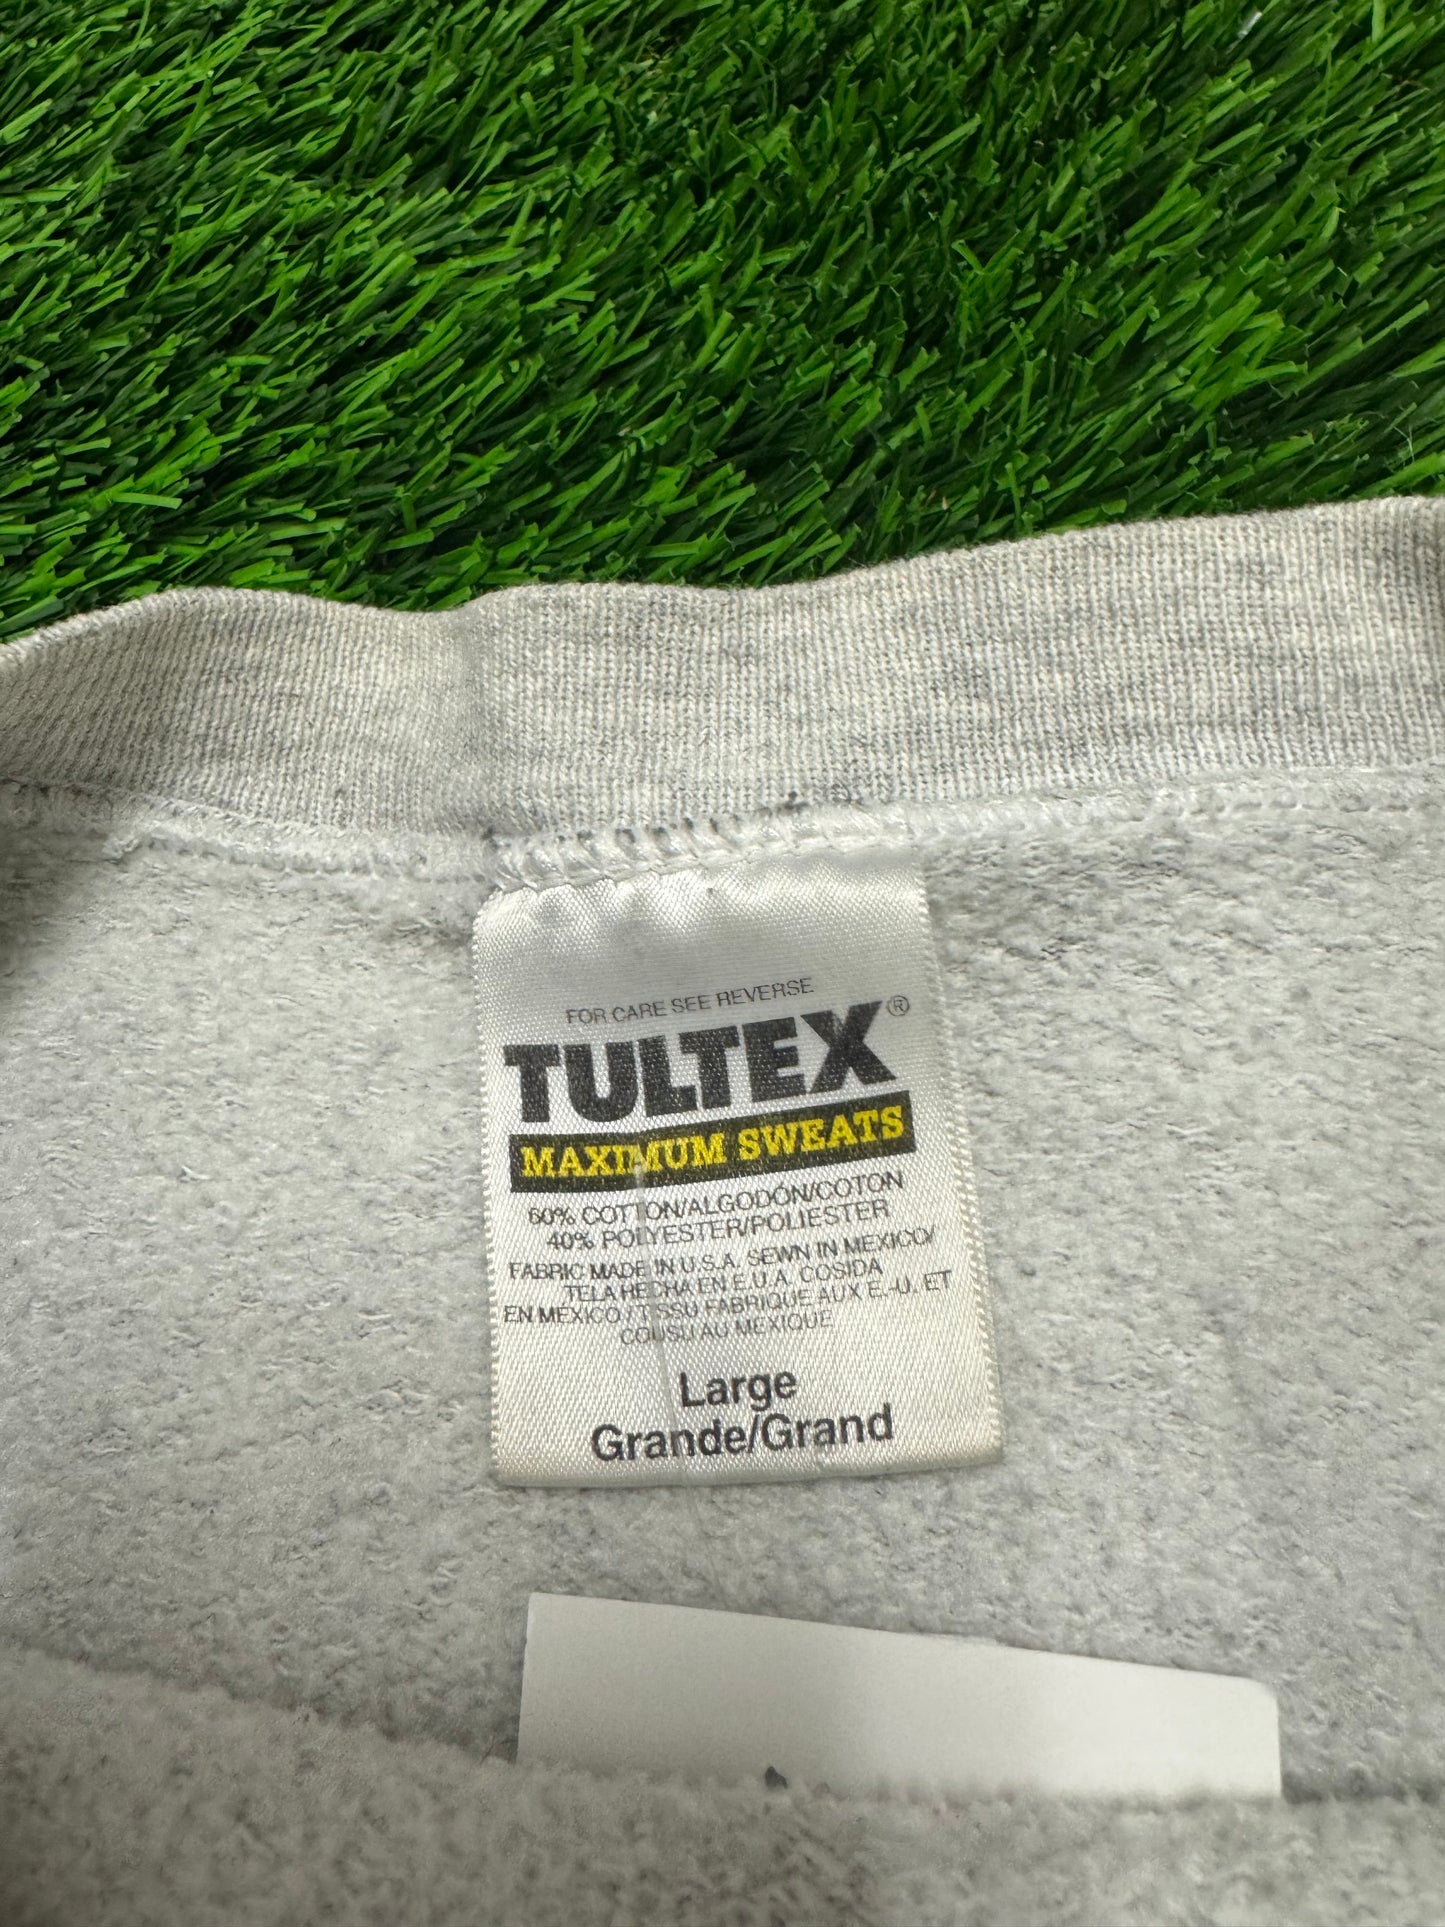 FOR CARE SEE REVERSE
TULTEX®
MAXIMUM SWEATS
60% COTTON/ALGODÓN/COTON
40% POLYESTER/POLIESTER
FABRIC MADE IN U.S.A. SEWN IN MEXICO/
TELA HECHA EN E.U.A. COSIDA
EN MEXICO/TISSU FABRIQUE AUX E.-U. ET
COUSU AU MEXIQUE
Large
Grande/Grand